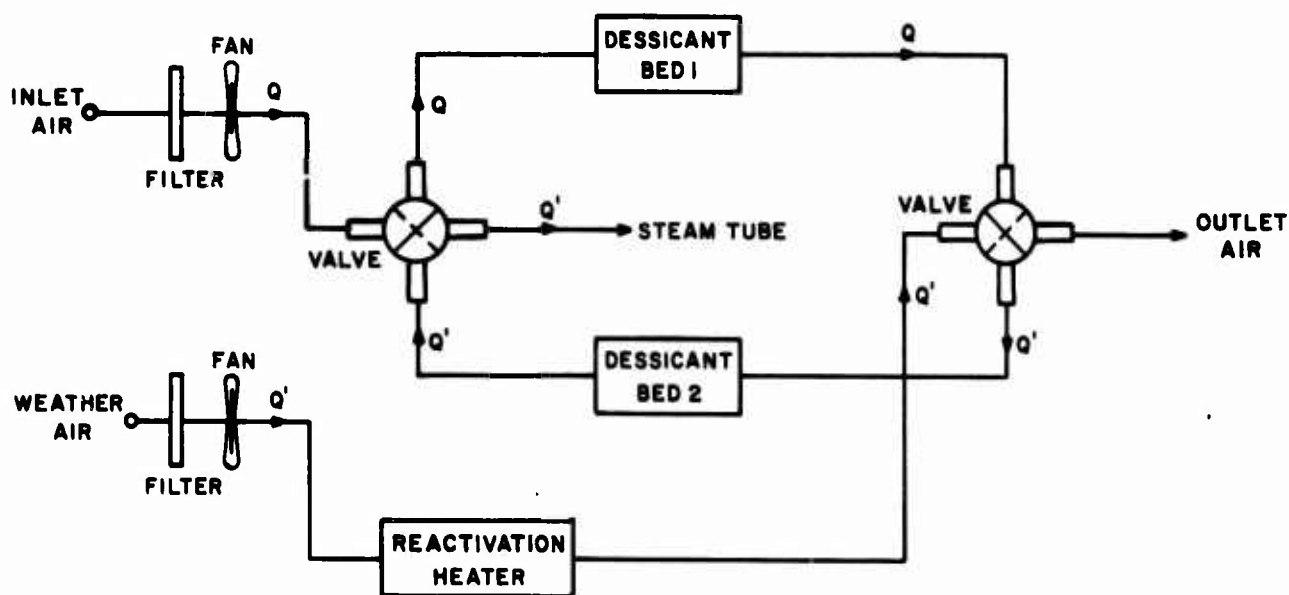 FAN
INLET
AIR
FILTER
Q
Q
DESSICANT
BED 1
Q
VALVE
Q'
STEAM TUBE
VALVE
OUTLET
AIR
Q'
Q'
Q'
DESSICANT
BED 2
FAN
WEATHER
AIR
FILTER
Q'
REACTIVATION
HEATER